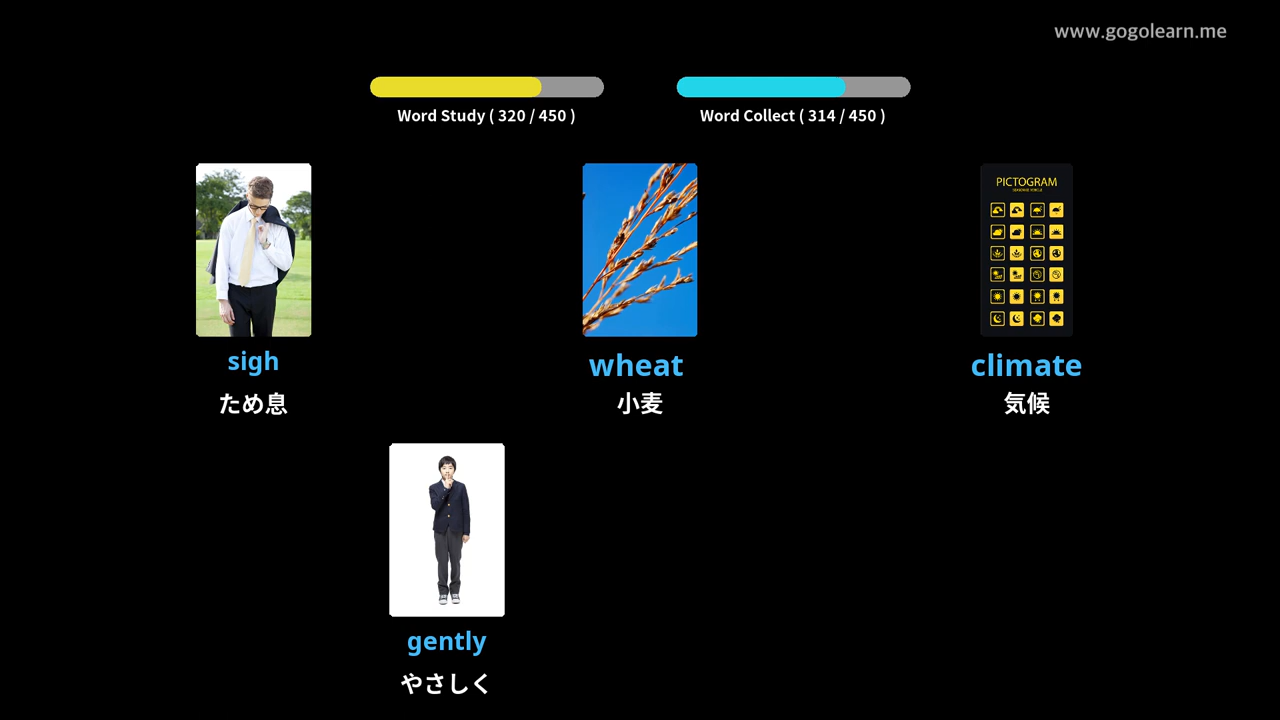 www.gogolearn.me
Word Study ( 320 / 450 )
Word Collect ( 314 / 450 )
PICTOGRAM
sigh
ため息
wheat
小麦
climate
気候
gently
やさしく